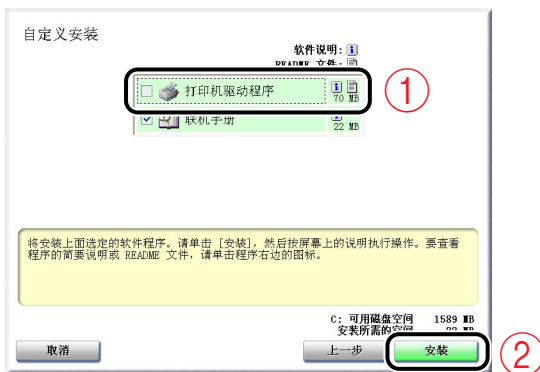 自定义安装
软件说明:
README 文件:
打印机驱动程序
70 MB
①
联机手册
22 MB
将安装上面选定的软件程序。请单击 [安装], 然后按屏幕上的说明执行操作。要查看
程序的简要说明或 README 文件, 请单击程序右边的图标。
C: 可用磁盘空间 1589 MB
安装所需的空间 22 MB
取消
上一步
安装
②